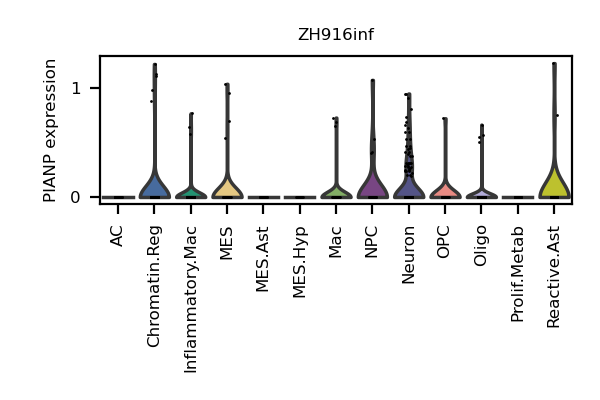 ZH916inf
PIANP expression
1
0
AC
Chromatin.Reg
Inflammatory.Mac
MES
MES.Ast
MES.Hyp
Mac
NPC
Neuron
OPC
Oligo
Prolif.Metab
Reactive.Ast